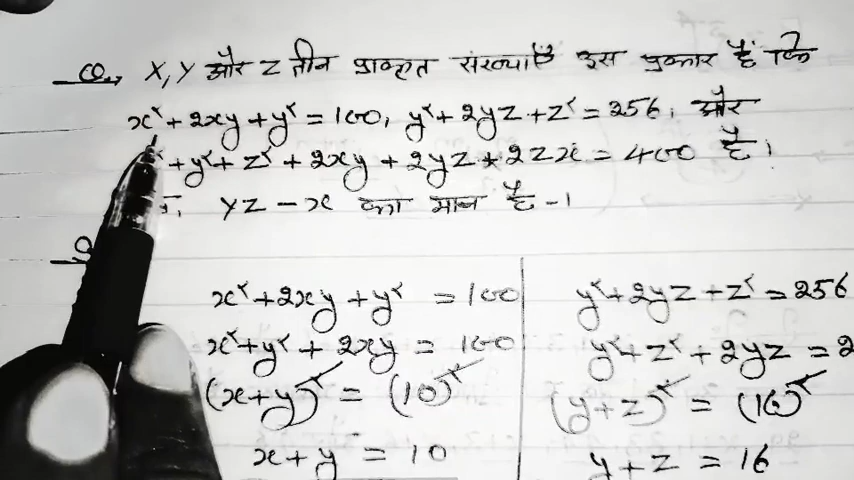 Q. X, Y और Z तीन प्राकृत संख्याएँ इस प्रकार हैं कि
x² + 2xy + y² = 100, y² + 2yz + z² = 256, और
+ y² + z² + 2xy + 2yz + 2zx = 400 है।
YZ - x का मान है -।
x² + 2xy + y² = 100
x² + y² + 2xy = 100
(x+y)² = (10)²
x + y = 10
y² + 2yz + z² = 256
y² + z² + 2yz = 2
(y+z)² = (16)²
y + z = 16